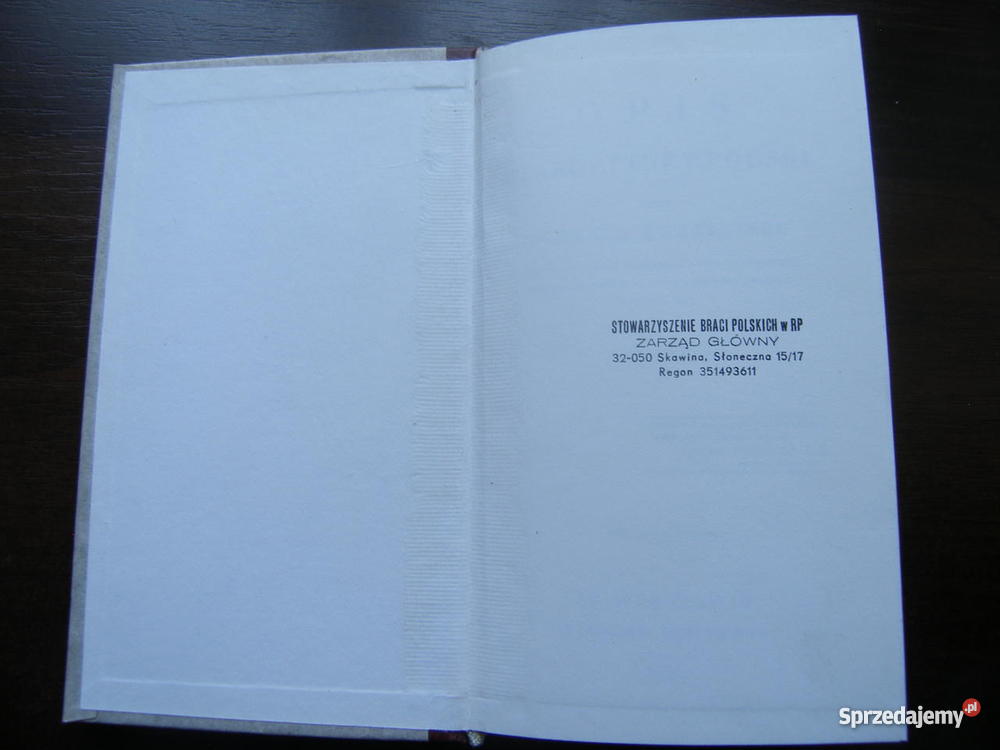 STOWARZYSZENIE BRACI POLSKICH w RP
ZARZĄD GŁÓWNY
32-050 Skawina, Słoneczna 15/17
Regon 351493611
Sprzedajemy.pl